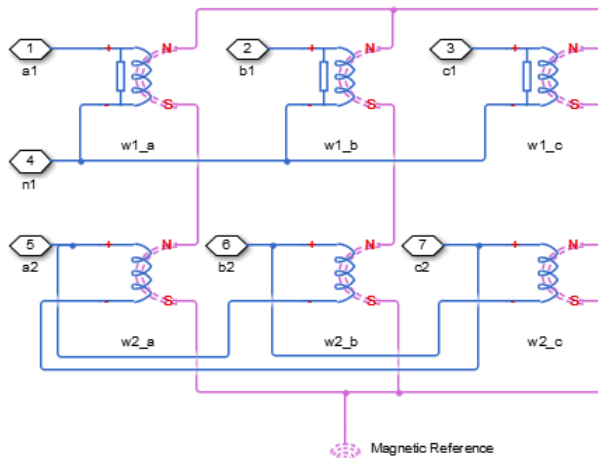 1 + N 2 + N 3 + N
a1 b1 c1
- S - S - S
w1_a w1_b w1_c
4
n1
5 + N 6 + N 7 + N
a2 b2 c2
- S - S - S
w2_a w2_b w2_c
Magnetic Reference